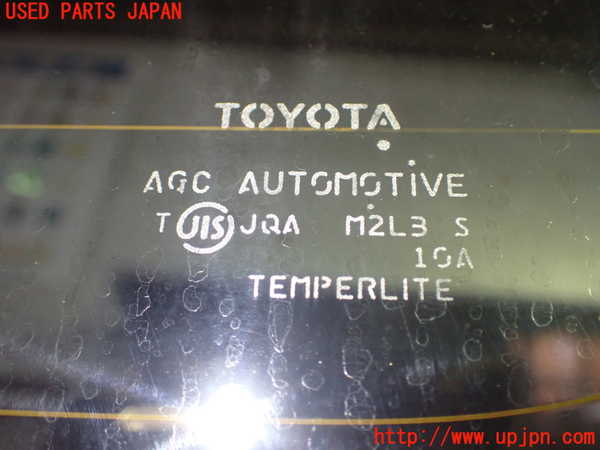 USED PARTS JAPAN
TOYOTA
AGC AUTOMOTIVE
T JIS JQA M2L3 S
10A
TEMPERLITE
http://www.upjpn.com/